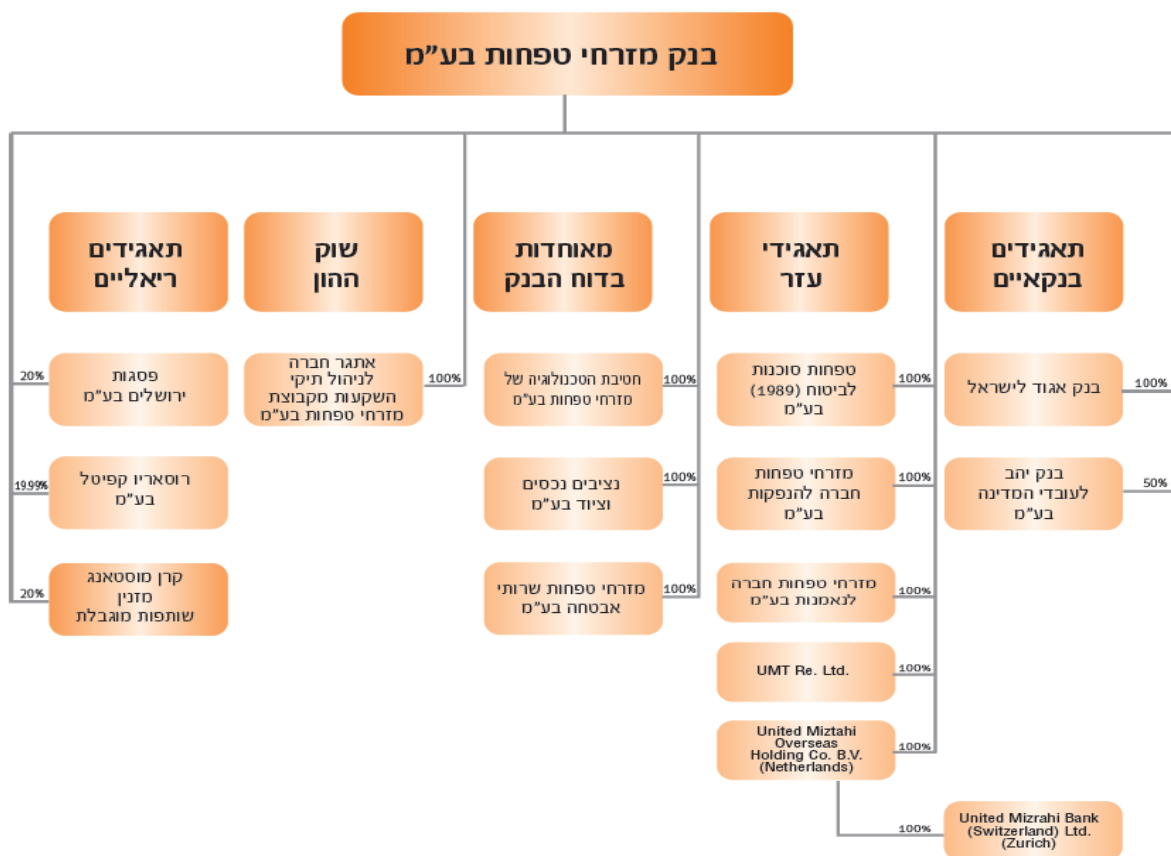 בנק מזרחי טפחות בע"מ
תאגידים
בנקאיים
בנק אגוד לישראל
100%
בנק יהב
לעובדי המדינה
בע"מ
50%
תאגידי
עזר
טפחות סוכנות
לביטוח (1989)
בע"מ
100%
מזרחי טפחות
חברה להנפקות
בע"מ
100%
מזרחי טפחות חברה
לנאמנות בע"מ
100%
UMT Re. Ltd.
100%
United Miztahi
Overseas
Holding Co. B.V.
(Netherlands)
100%
United Mizrahi Bank
(Switzerland) Ltd.
(Zurich)
100%
מאוחדות
בדוח הבנק
חטיבת הטכנולוגיה של
מזרחי טפחות בע"מ
100%
נציבים נכסים
וציוד בע"מ
100%
מזרחי טפחות שרותי
אבטחה בע"מ
100%
שוק
ההון
אתגר חברה
לניהול תיקי
השקעות מקבוצת
מזרחי טפחות בע"מ
100%
תאגידים
ריאליים
פסגות
ירושלים בע"מ
20%
רוסאריו קפיטל
בע"מ
19.99%
קרן מוסטאנג
מזנין
שותפות מוגבלת
20%